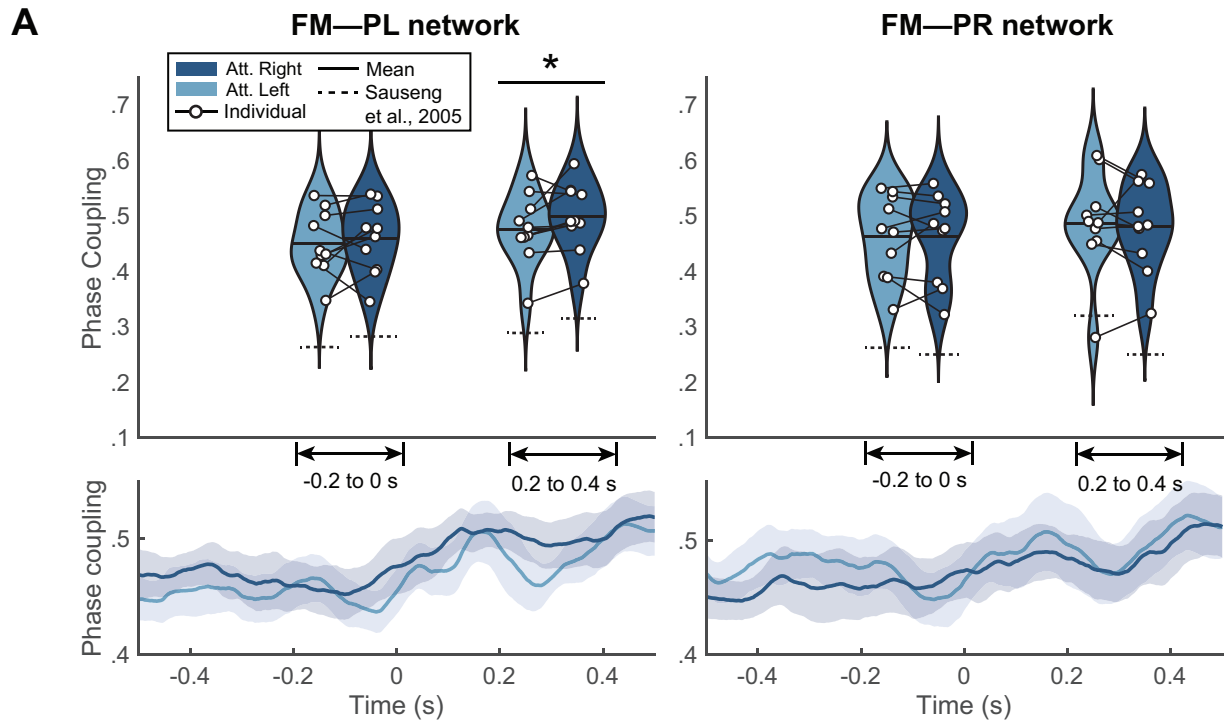 A
FM—PL network
FM—PR network
Att. Right
Mean
Att. Left
Sauseng
et al., 2005
Individual
*
Phase Coupling
.7
.6
.5
.4
.3
.2
.1
.7
.6
.5
.4
.3
.2
.1
-0.2 to 0 s
0.2 to 0.4 s
-0.2 to 0 s
0.2 to 0.4 s
Phase coupling
.5
.4
.5
.4
-0.4
-0.2
0
0.2
0.4
-0.4
-0.2
0
0.2
0.4
Time (s)
Time (s)